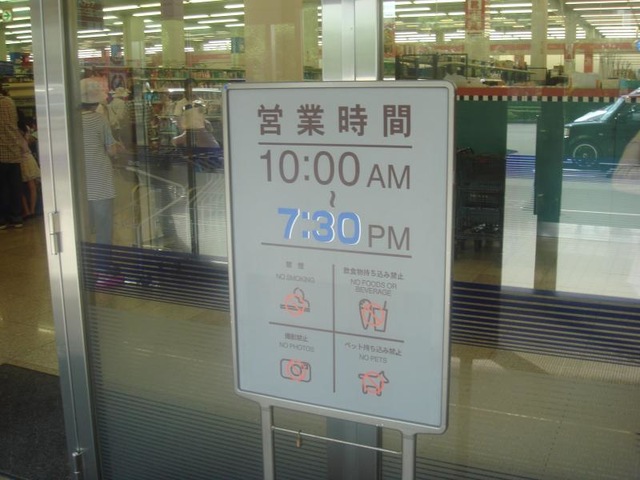 営業時間
10:00 AM
~
7:30 PM
禁煙
NO SMOKING
飲食物持ち込み禁止
NO FOODS OR
BEVERAGE
撮影禁止
NO PHOTOS
ペット持ち込み禁止
NO PETS